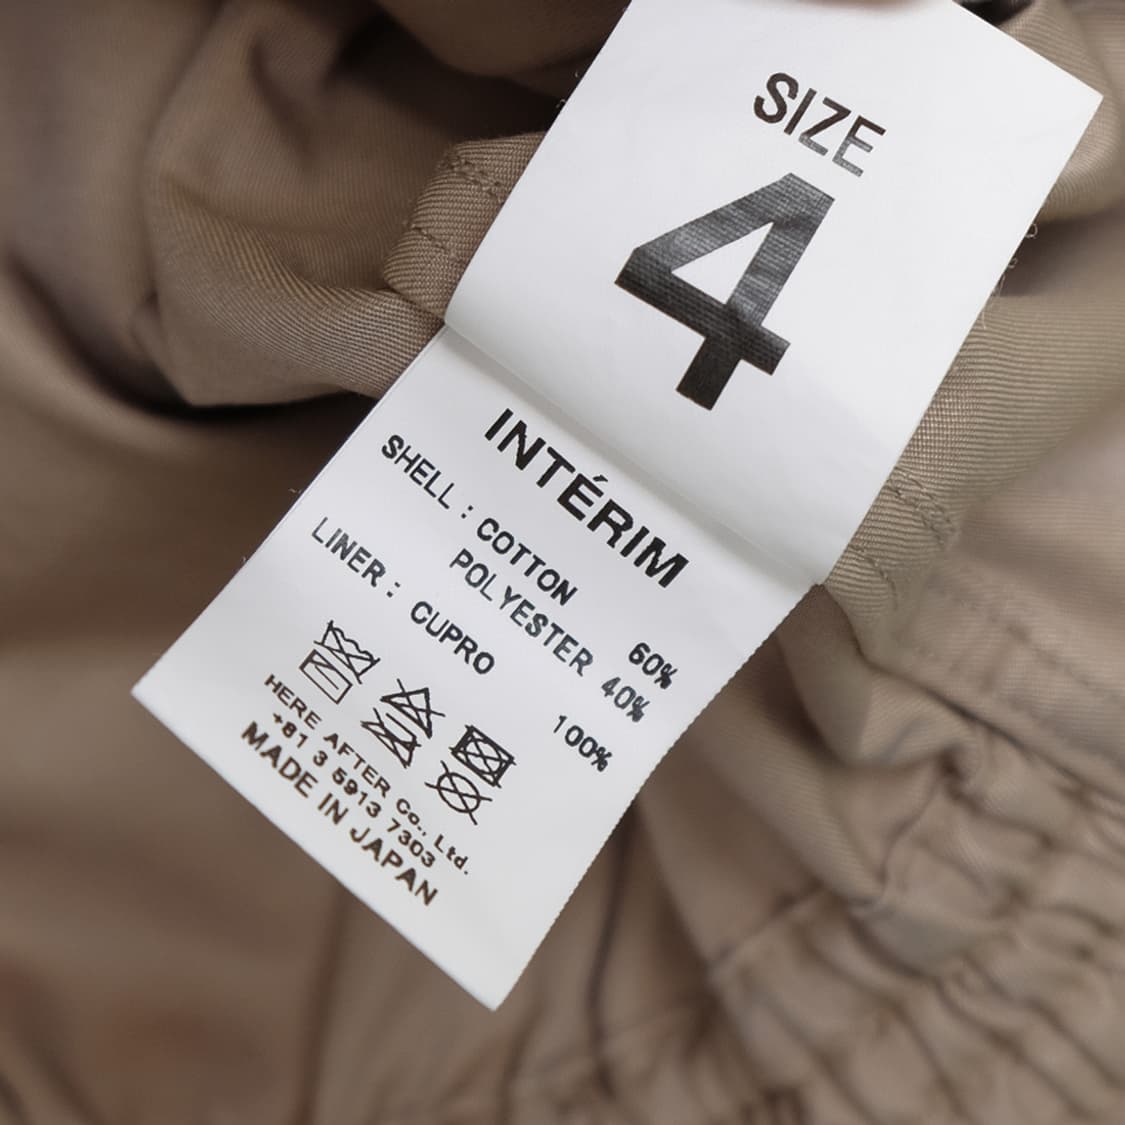 SIZE
4
INTÉRIM
SHELL : COTTON 60%
POLYESTER 40%
LINER : CUPRO 100%
HERE AFTER Co., Ltd.
+81 3 5913 7303
MADE IN JAPAN